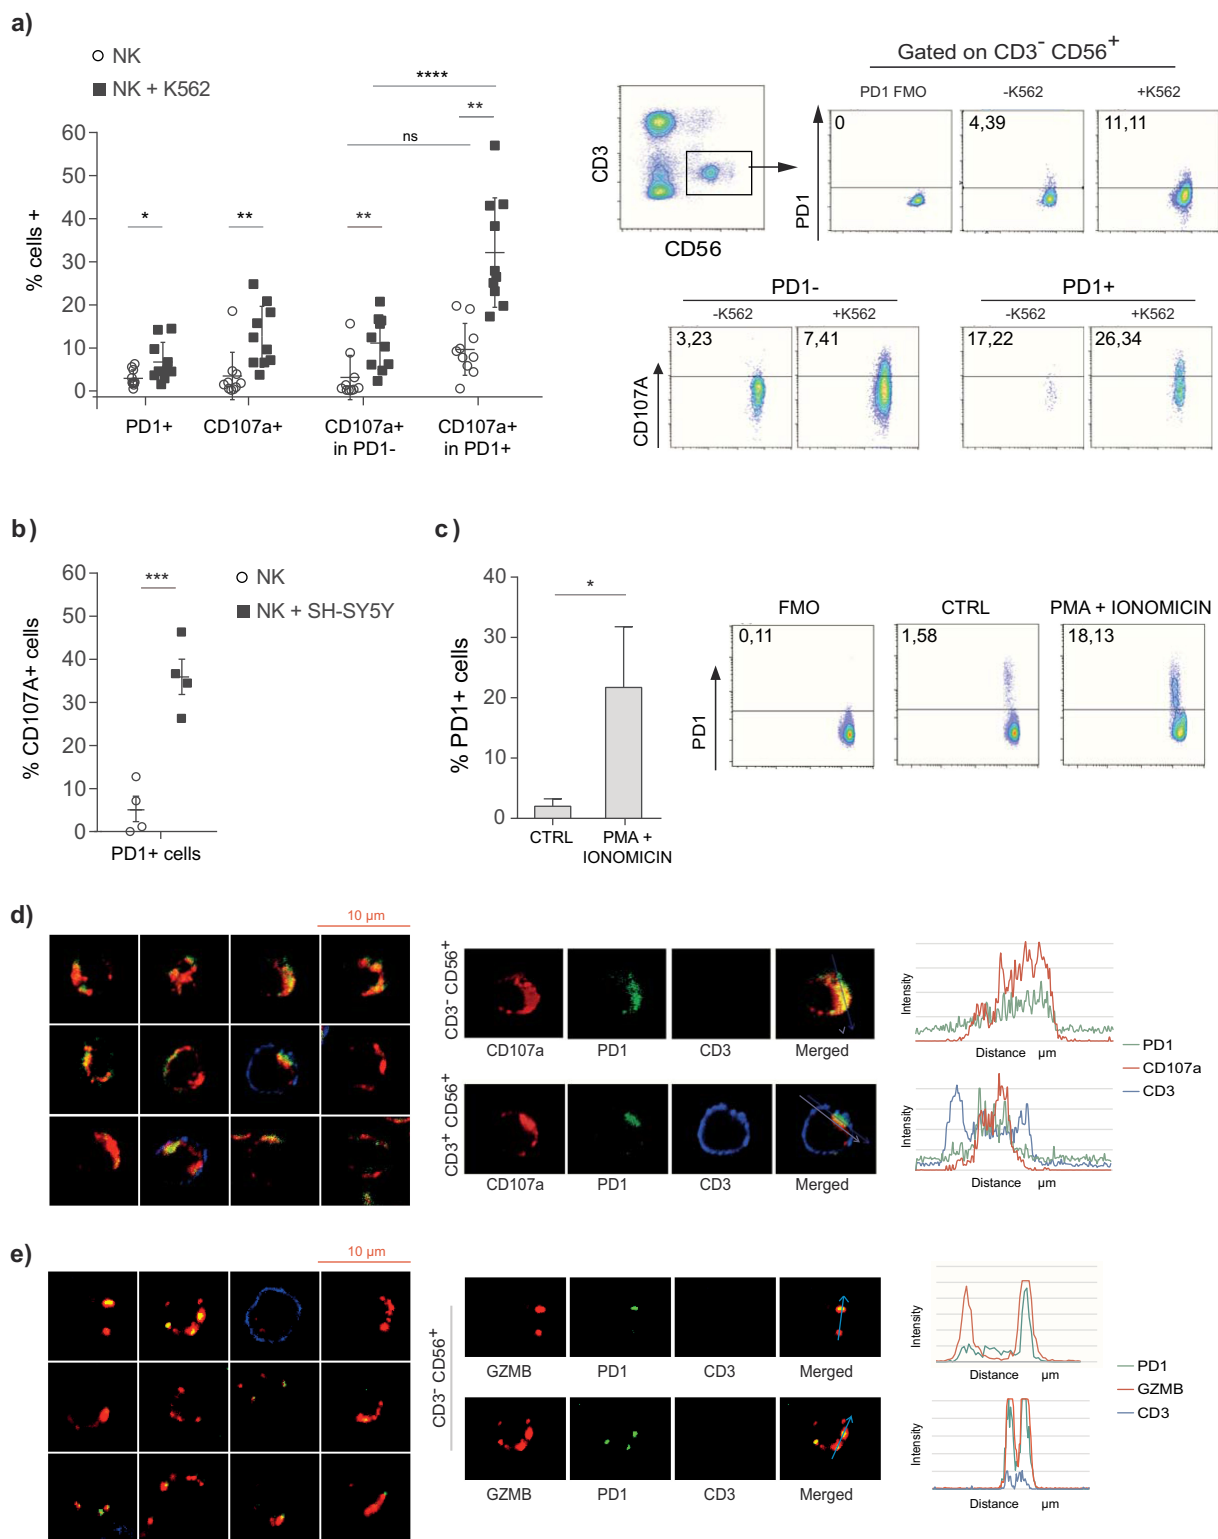 a)
NK
NK + K562
****
**
ns
*
**
**
% cells +
60
50
40
30
20
10
0
PD1+
CD107a+
CD107a+
in PD1-
CD107a+
in PD1+
Gated on CD3- CD56+
PD1 FMO
-K562
+K562
0
4,39
11,11
CD3
CD56
PD1
PD1-
PD1+
-K562
+K562
-K562
+K562
3,23
7,41
17,22
26,34
CD107A
b)
NK
NK + SH-SY5Y
***
% CD107A+ cells
60
50
40
30
20
10
0
PD1+ cells
c)
*
% PD1+ cells
40
30
20
10
0
CTRL
PMA +
IONOMICIN
FMO
CTRL
PMA + IONOMICIN
0,11
1,58
18,13
PD1
d)
10 µm
CD3- CD56+
CD107a
PD1
CD3
Merged
CD3+ CD56+
CD107a
PD1
CD3
Merged
Intensity
Distance µm
Intensity
Distance µm
PD1
CD107a
CD3
e)
10 µm
CD3- CD56+
GZMB
PD1
CD3
Merged
GZMB
PD1
CD3
Merged
Intensity
Distance µm
Intensity
Distance µm
PD1
GZMB
CD3